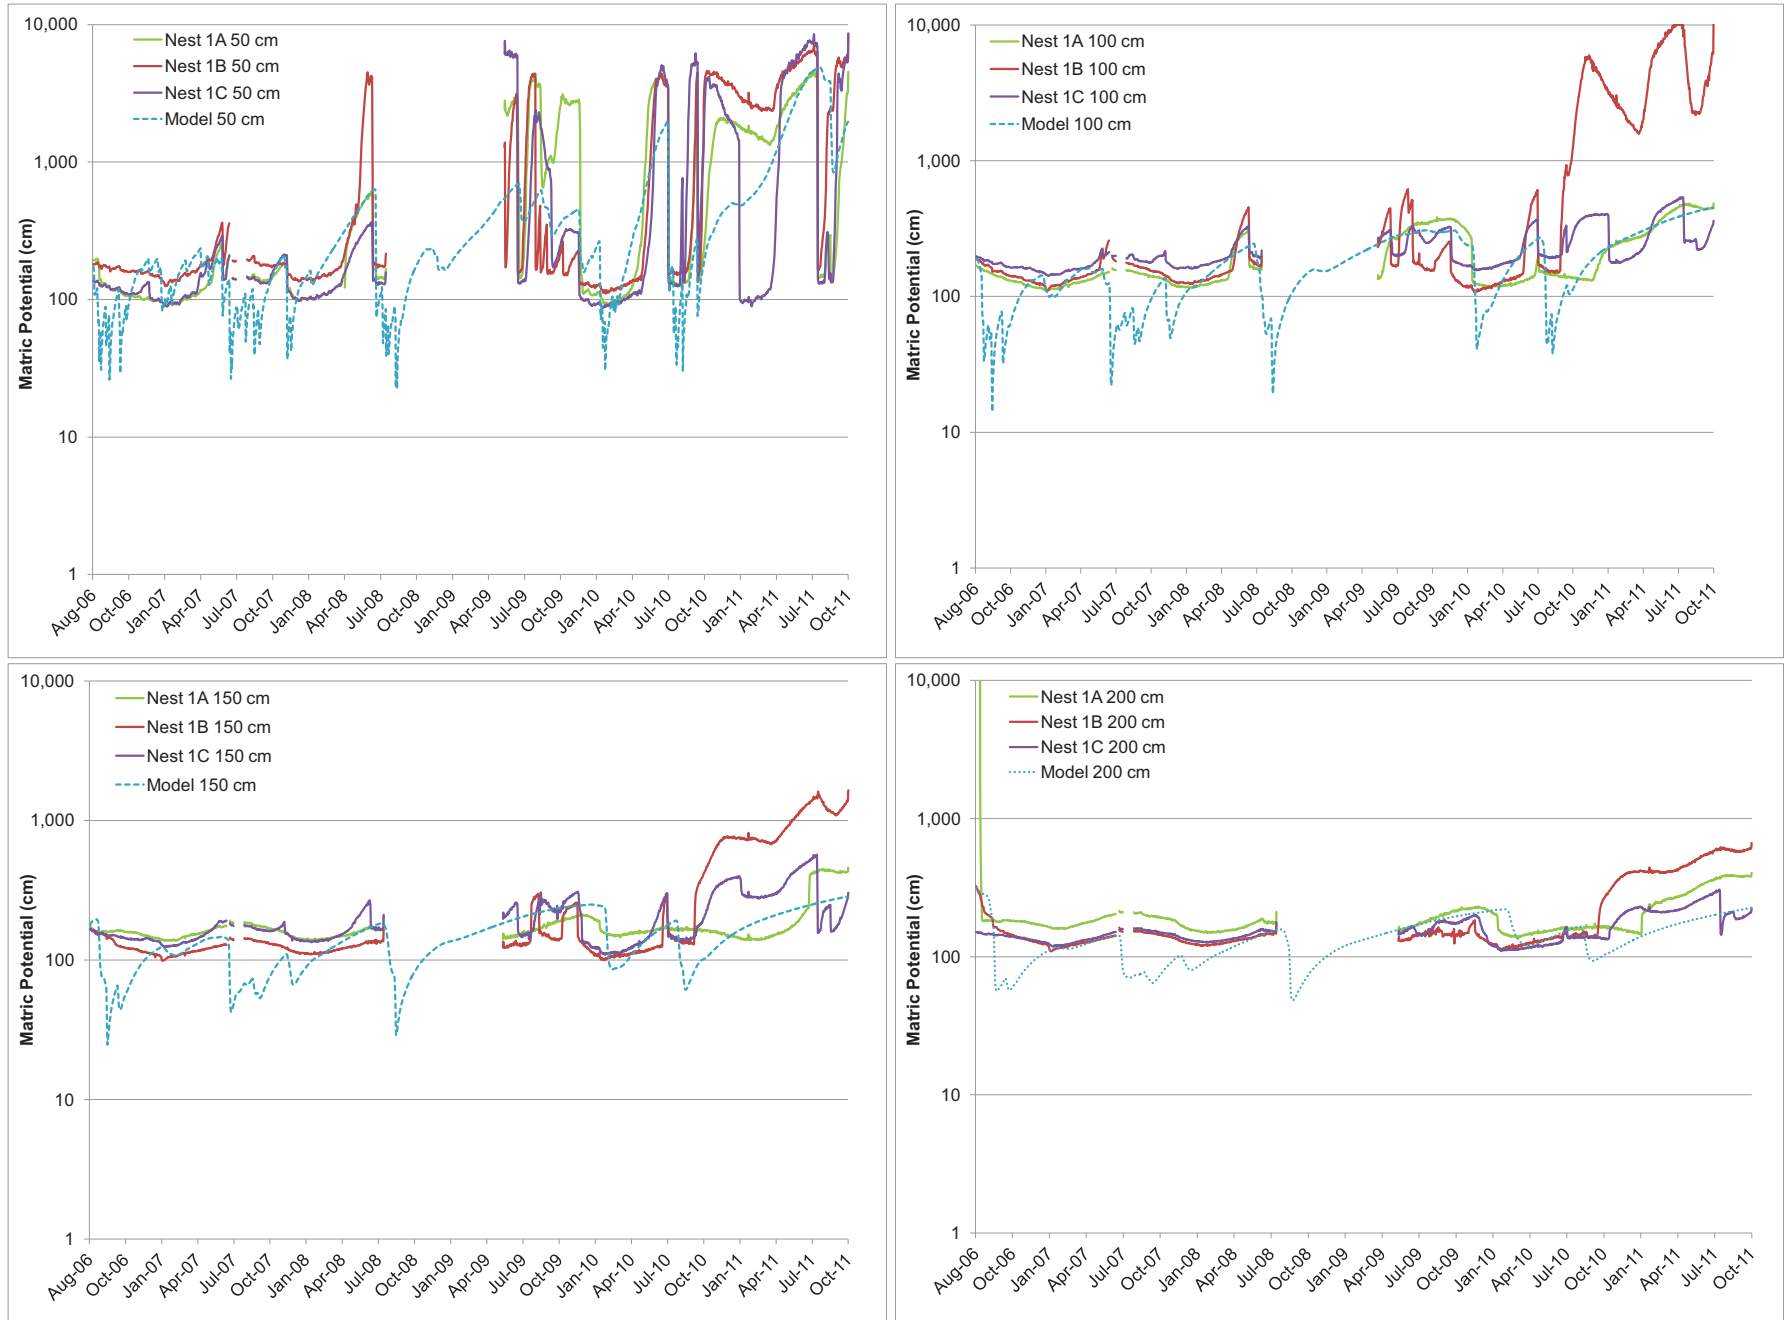 10,000
1,000
100
10
1
Matric Potential (cm)
Nest 1A 50 cm
Nest 1B 50 cm
Nest 1C 50 cm
Model 50 cm
Aug-06 Oct-06 Jan-07 Apr-07 Jul-07 Oct-07 Jan-08 Apr-08 Jul-08 Oct-08 Jan-09 Apr-09 Jul-09 Oct-09 Jan-10 Apr-10 Jul-10 Oct-10 Jan-11 Apr-11 Jul-11 Oct-11
10,000
1,000
100
10
1
Matric Potential (cm)
Nest 1A 100 cm
Nest 1B 100 cm
Nest 1C 100 cm
Model 100 cm
Aug-06 Oct-06 Jan-07 Apr-07 Jul-07 Oct-07 Jan-08 Apr-08 Jul-08 Oct-08 Jan-09 Apr-09 Jul-09 Oct-09 Jan-10 Apr-10 Jul-10 Oct-10 Jan-11 Apr-11 Jul-11 Oct-11
10,000
1,000
100
10
1
Matric Potential (cm)
Nest 1A 150 cm
Nest 1B 150 cm
Nest 1C 150 cm
Model 150 cm
Aug-06 Oct-06 Jan-07 Apr-07 Jul-07 Oct-07 Jan-08 Apr-08 Jul-08 Oct-08 Jan-09 Apr-09 Jul-09 Oct-09 Jan-10 Apr-10 Jul-10 Oct-10 Jan-11 Apr-11 Jul-11 Oct-11
10,000
1,000
100
10
1
Matric Potential (cm)
Nest 1A 200 cm
Nest 1B 200 cm
Nest 1C 200 cm
Model 200 cm
Aug-06 Oct-06 Jan-07 Apr-07 Jul-07 Oct-07 Jan-08 Apr-08 Jul-08 Oct-08 Jan-09 Apr-09 Jul-09 Oct-09 Jan-10 Apr-10 Jul-10 Oct-10 Jan-11 Apr-11 Jul-11 Oct-11